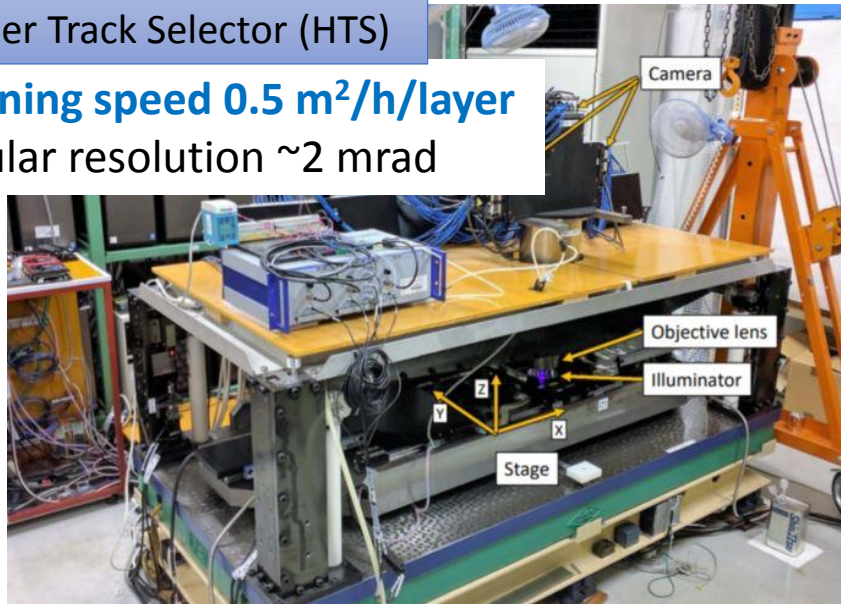 er Track Selector (HTS)
ning speed 0.5 m²/h/layer
ular resolution ~2 mrad
Camera
Objective lens
Illuminator
Z
Y
X
Stage